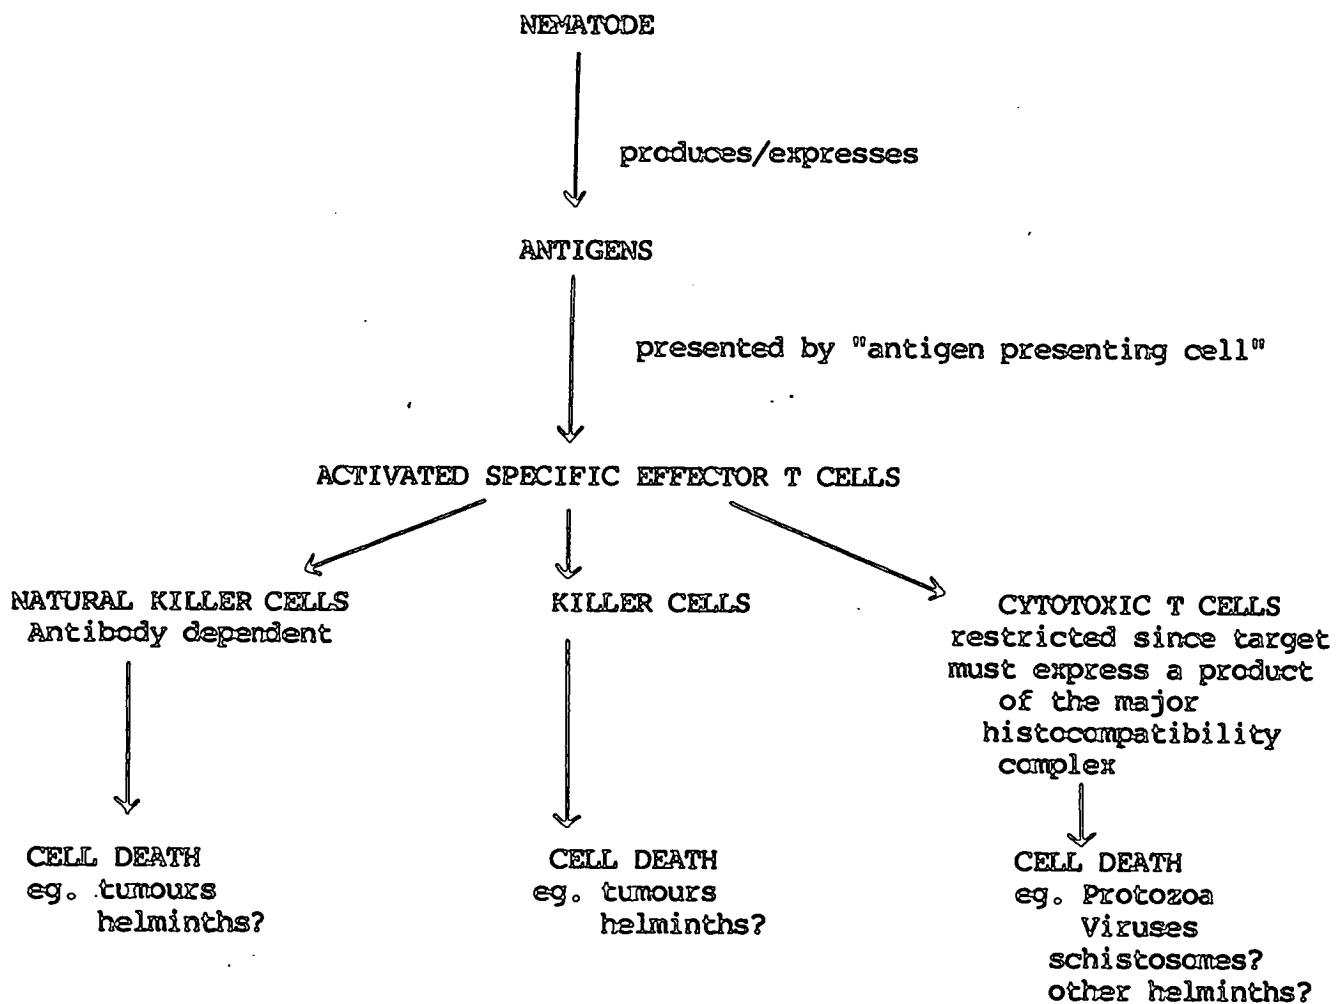 NEMATODE
produces/expresses
ANTIGENS
presented by "antigen presenting cell"
ACTIVATED SPECIFIC EFFECTOR T CELLS
NATURAL KILLER CELLS
Antibody dependent
CELL DEATH
eg. tumours
helminths?
KILLER CELLS
CELL DEATH
eg. tumours
helminths?
CYTOTOXIC T CELLS
restricted since target
must express a product
of the major
histocompatibility
complex
CELL DEATH
eg. Protozoa
Viruses
schistosomes?
other helminths?